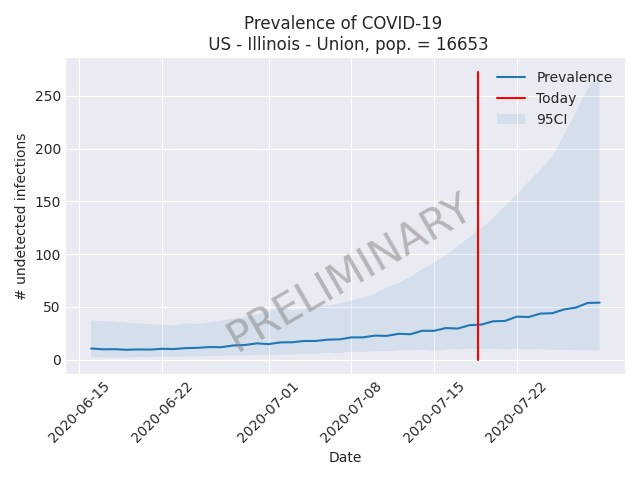 Prevalence of COVID-19
US - Illinois - Union, pop. = 16653
Prevalence
Today
95CI
# undetected infections
250
200
150
100
50
0
PRELIMINARY
2020-06-15
2020-06-22
2020-07-01
2020-07-08
2020-07-15
2020-07-22
Date